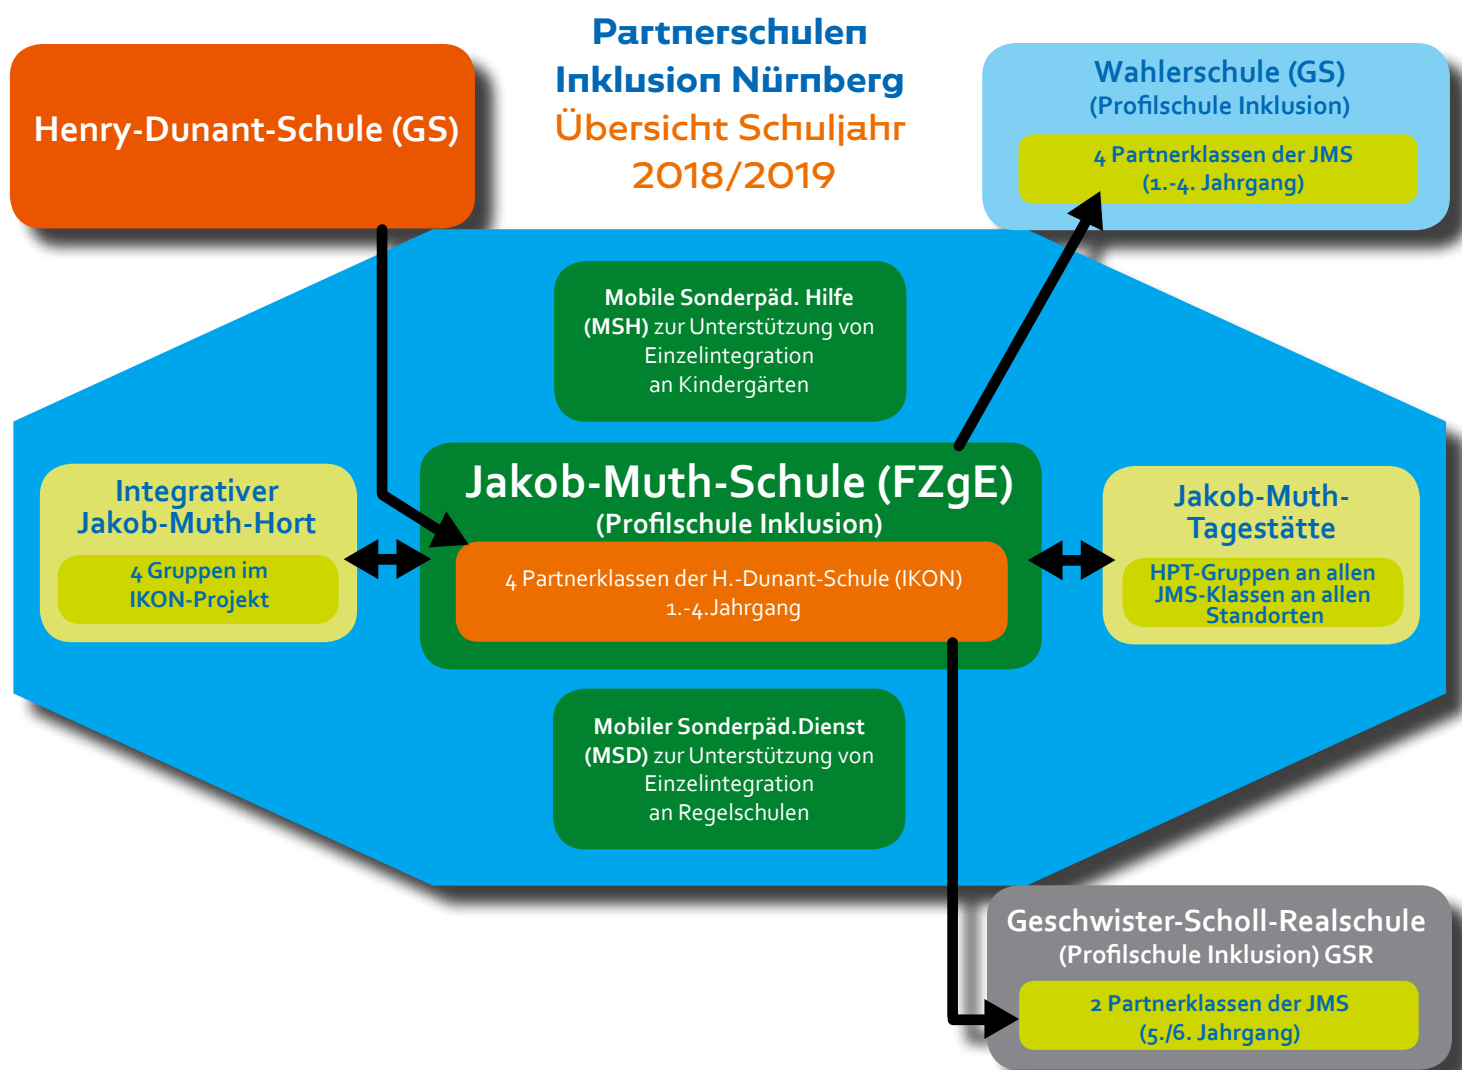 Partnerschulen
Inklusion Nürnberg
Übersicht Schuljahr
2018/2019
Henry-Dunant-Schule (GS)
Wahlerschule (GS)
(Profilschule Inklusion)
4 Partnerklassen der JMS
(1.-4. Jahrgang)
Mobile Sonderpäd. Hilfe
(MSH) zur Unterstützung von
Einzelintegration
an Kindergärten
Integrativer
Jakob-Muth-Hort
4 Gruppen im
IKON-Projekt
Jakob-Muth-Schule (FZgE)
(Profilschule Inklusion)
4 Partnerklassen der H.-Dunant-Schule (IKON)
1.-4.Jahrgang
Jakob-Muth-
Tagestätte
HPT-Gruppen an allen
JMS-Klassen an allen
Standorten
Mobiler Sonderpäd.Dienst
(MSD) zur Unterstützung von
Einzelintegration
an Regelschulen
Geschwister-Scholl-Realschule
(Profilschule Inklusion) GSR
2 Partnerklassen der JMS
(5./6. Jahrgang)